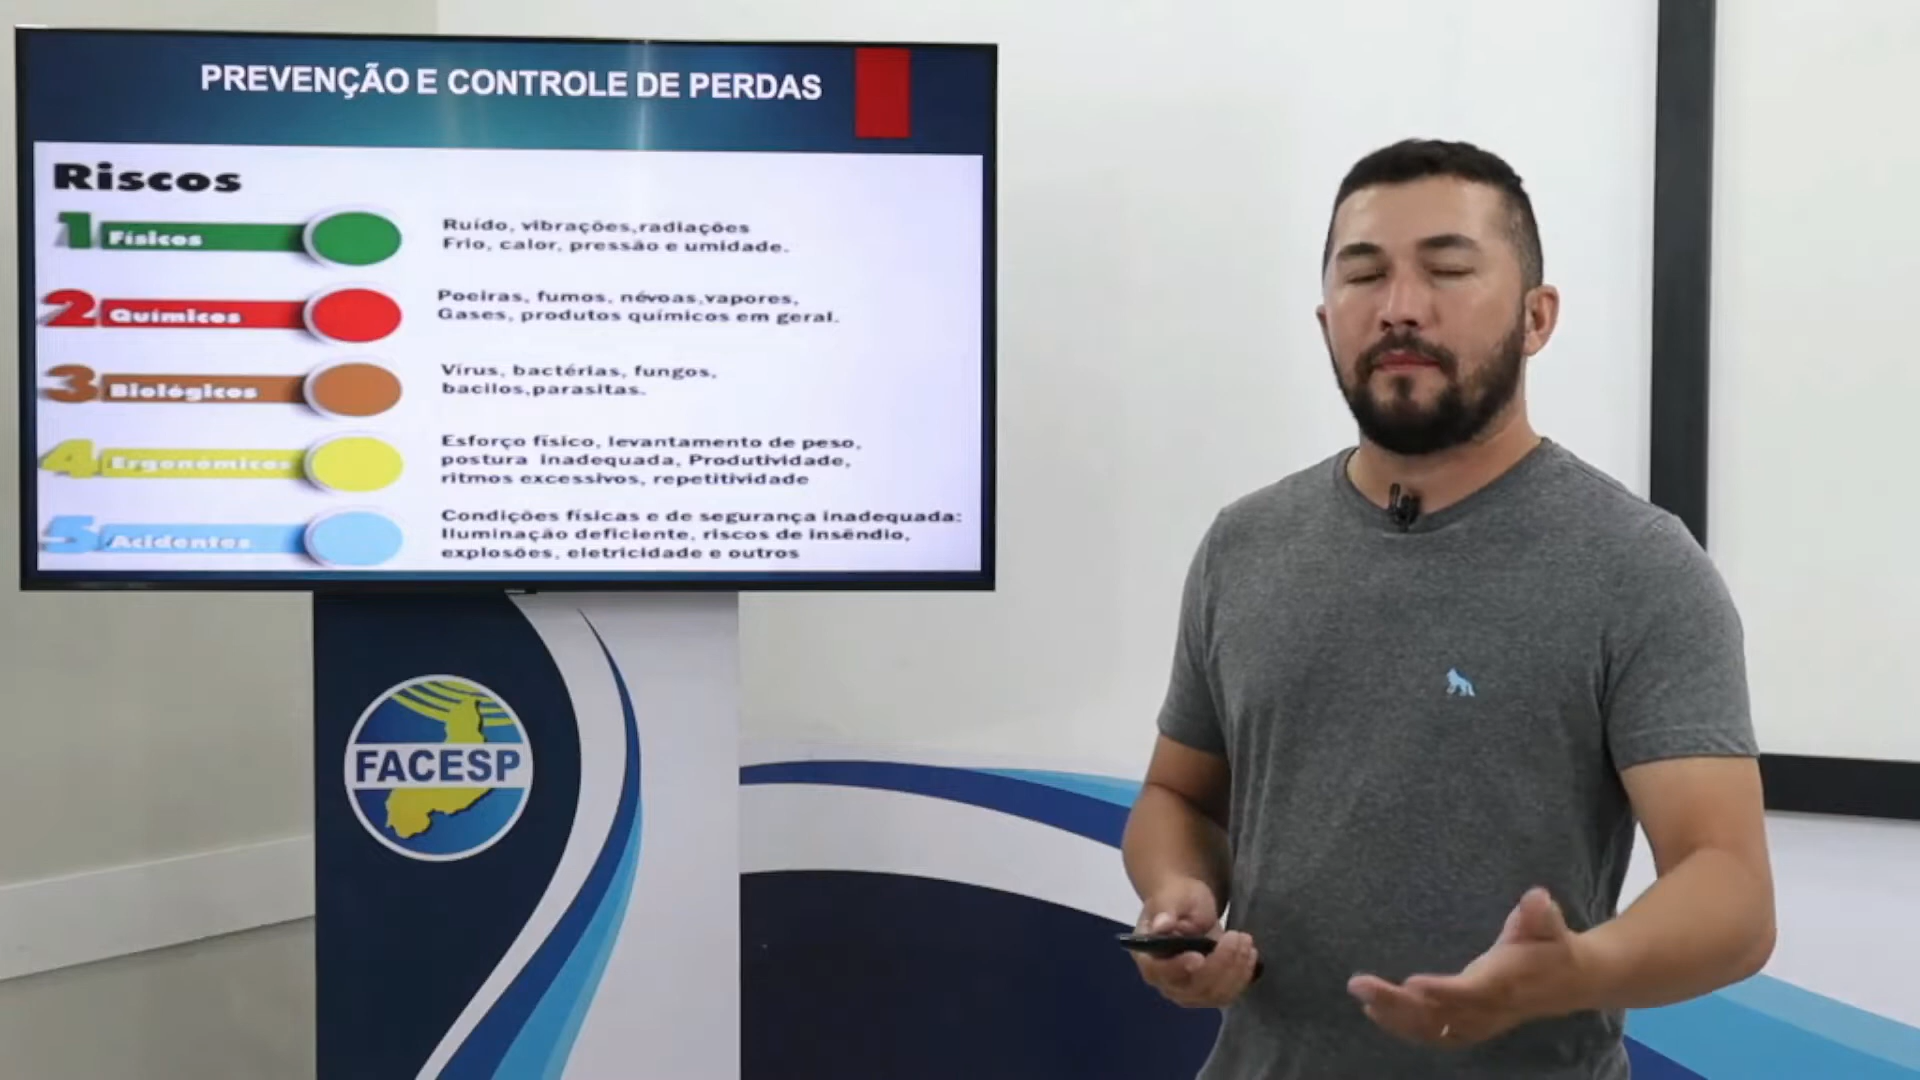 PREVENÇÃO E CONTROLE DE PERDAS
Riscos
1 Físicos
Ruído, vibrações,radiações
Frio, calor, pressão e umidade.
2 Químicos
Poeiras, fumos, névoas,vapores,
Gases, produtos químicos em geral.
3 Biológicos
Vírus, bactérias, fungos,
bacilos,parasitas.
4 Ergonômicos
Esforço físico, levantamento de peso,
postura inadequada, Produtividade,
ritmos excessivos, repetitividade
5 Acidentes
Condições físicas e de segurança inadequada:
Iluminação deficiente, riscos de insêndio,
explosões, eletricidade e outros
FACESP